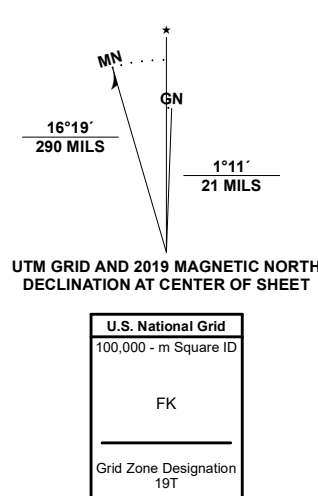 ★
MN
GN
16°19´
290 MILS
1°11´
21 MILS
UTM GRID AND 2019 MAGNETIC NORTH
DECLINATION AT CENTER OF SHEET
U.S. National Grid
100,000 - m Square ID
FK
Grid Zone Designation
19T